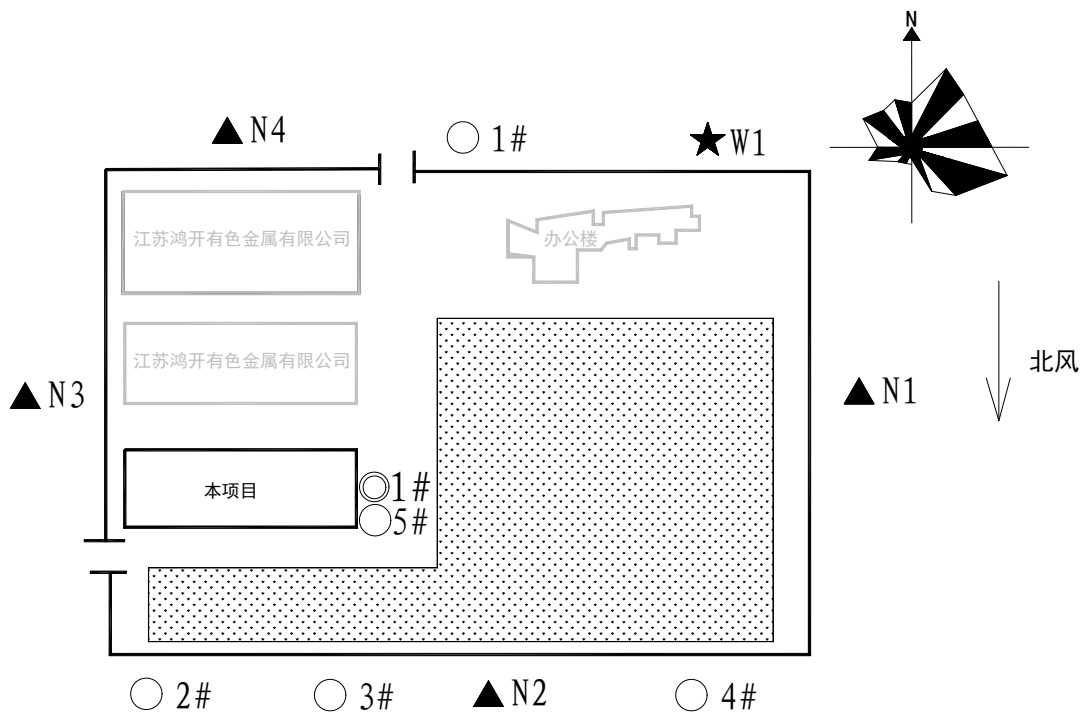 N
N4
1#
W1
江苏鸿开有色金属有限公司
办公楼
江苏鸿开有色金属有限公司
北风
N3
N1
本项目
1#
5#
2#
3#
N2
4#